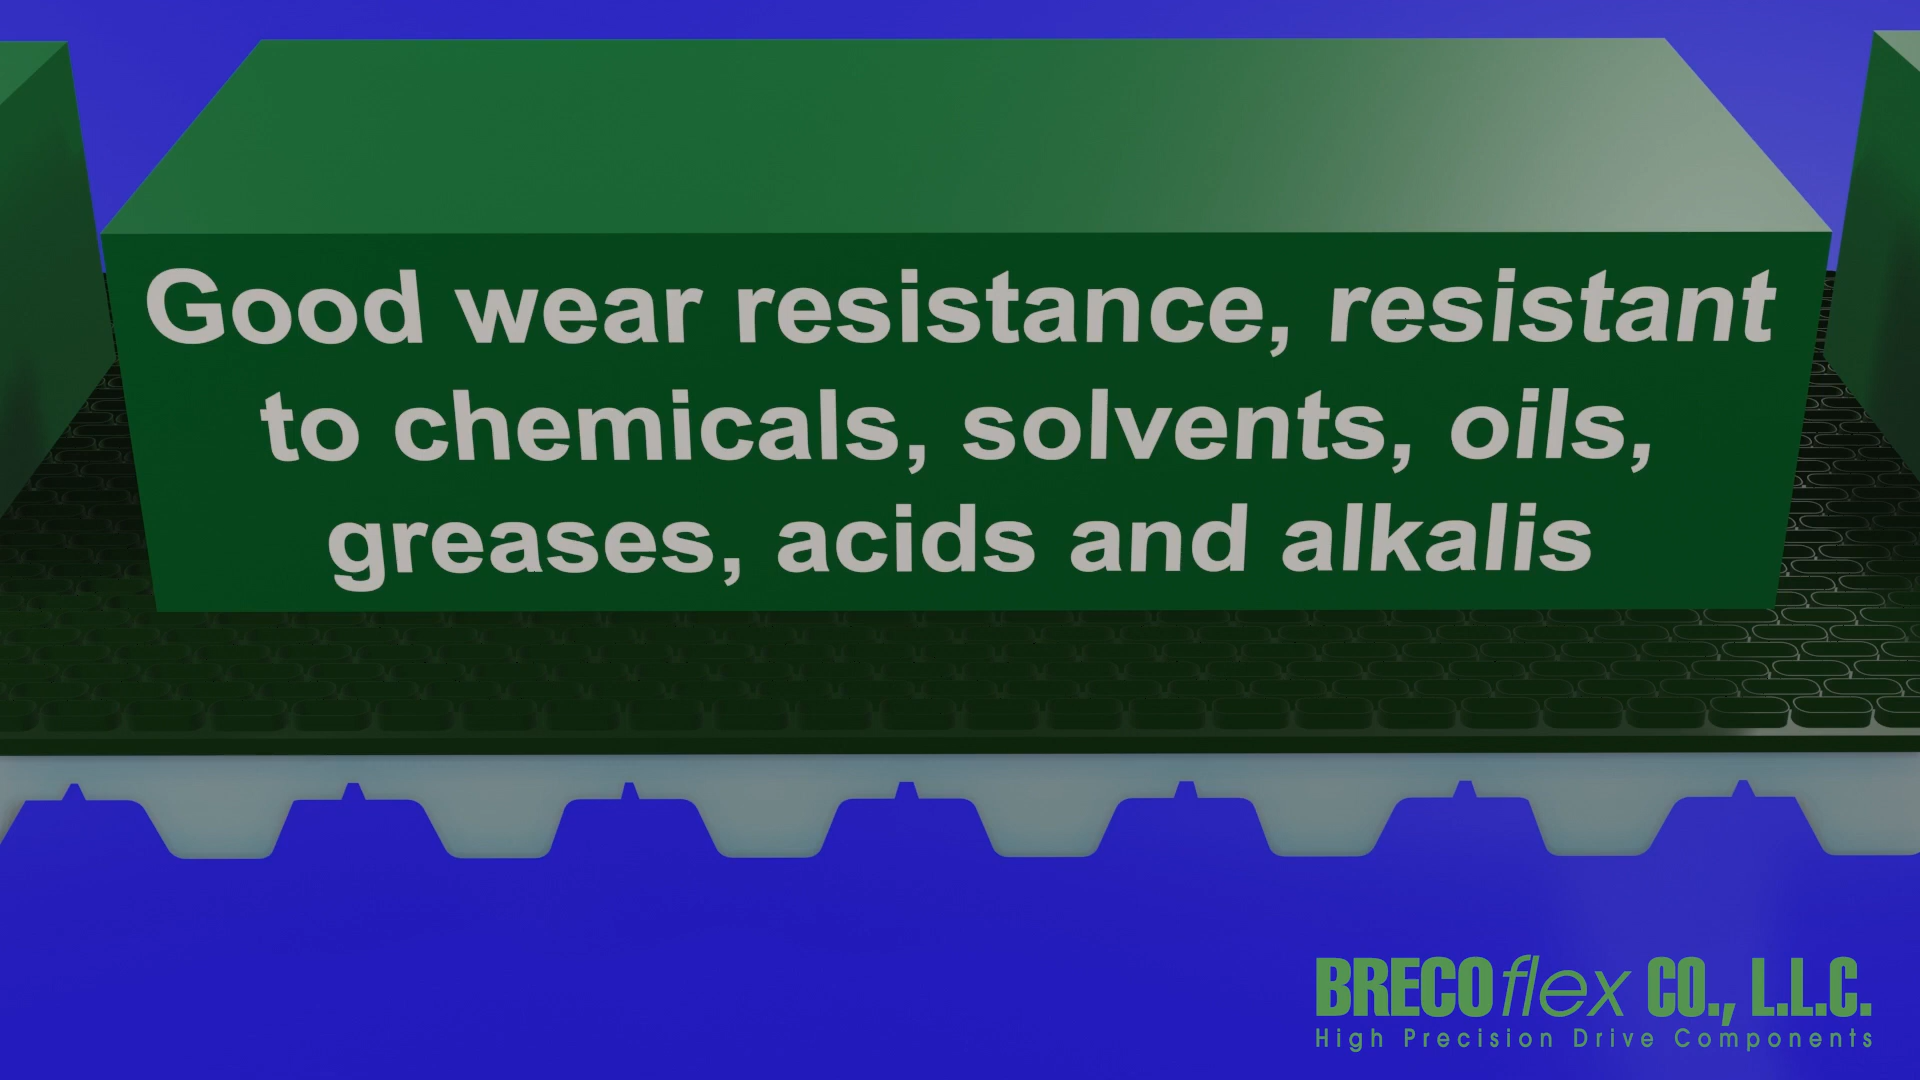 Good wear resistance, resistant
to chemicals, solvents, oils,
greases, acids and alkalis
BRECOflex CO., L.L.C.
High Precision Drive Components